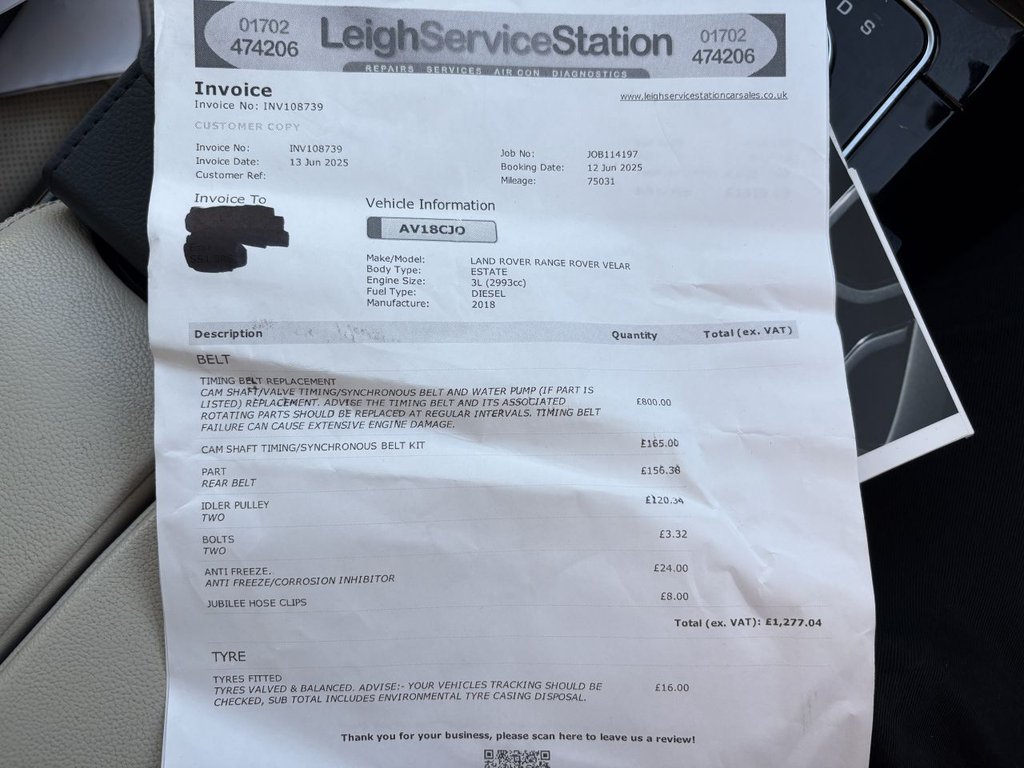 01702
474206
LeighServiceStation
REPAIRS SERVICES AIR CON DIAGNOSTICS
01702
474206
D S
Invoice
Invoice No: INV108739
www.leighservicestationcarsales.co.uk
CUSTOMER COPY
Invoice No: INV108739
Invoice Date: 13 Jun 2025
Customer Ref:
Job No: JOB114197
Booking Date: 12 Jun 2025
Mileage: 75031
Invoice To
Vehicle Information
AV18CJO
Make/Model: LAND ROVER RANGE ROVER VELAR
Body Type: ESTATE
Engine Size: 3L (2993cc)
Fuel Type: DIESEL
Manufacture: 2018
Description Quantity Total (ex. VAT)
BELT
TIMING BELT REPLACEMENT
CAM SHAFT/VALVE TIMING/SYNCHRONOUS BELT AND WATER PUMP (IF PART IS
LISTED) REPLACEMENT. ADVISE THE TIMING BELT AND ITS ASSOCIATED £800.00
ROTATING PARTS SHOULD BE REPLACED AT REGULAR INTERVALS. TIMING BELT
FAILURE CAN CAUSE EXTENSIVE ENGINE DAMAGE.
CAM SHAFT TIMING/SYNCHRONOUS BELT KIT £165.00
PART £156.38
REAR BELT
IDLER PULLEY £120.34
TWO
BOLTS £3.32
TWO
ANTI FREEZE. £24.00
ANTI FREEZE/CORROSION INHIBITOR
JUBILEE HOSE CLIPS £8.00
Total (ex. VAT): £1,277.04
TYRE
TYRES FITTED
TYRES VALVED & BALANCED. ADVISE:- YOUR VEHICLES TRACKING SHOULD BE £16.00
CHECKED, SUB TOTAL INCLUDES ENVIRONMENTAL TYRE CASING DISPOSAL.
Thank you for your business, please scan here to leave us a review!